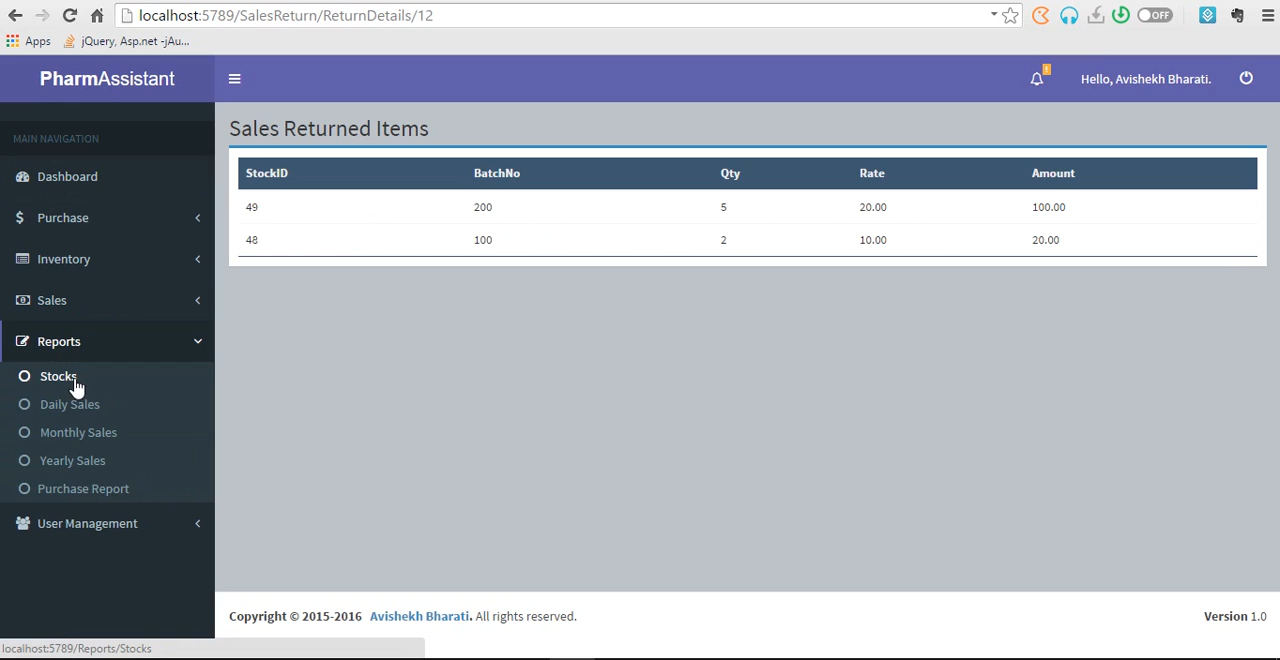 localhost:5789/SalesReturn/ReturnDetails/12
OFF
Apps jQuery, Asp.net -jAu...
PharmAssistant
Hello, Avishekh Bharati.
MAIN NAVIGATION
Dashboard
Purchase
Inventory
Sales
Reports
Stocks
Daily Sales
Monthly Sales
Yearly Sales
Purchase Report
User Management
Sales Returned Items
StockID BatchNo Qty Rate Amount
49 200 5 20.00 100.00
48 100 2 10.00 20.00
Copyright © 2015-2016 Avishekh Bharati. All rights reserved.
Version 1.0
localhost:5789/Reports/Stocks